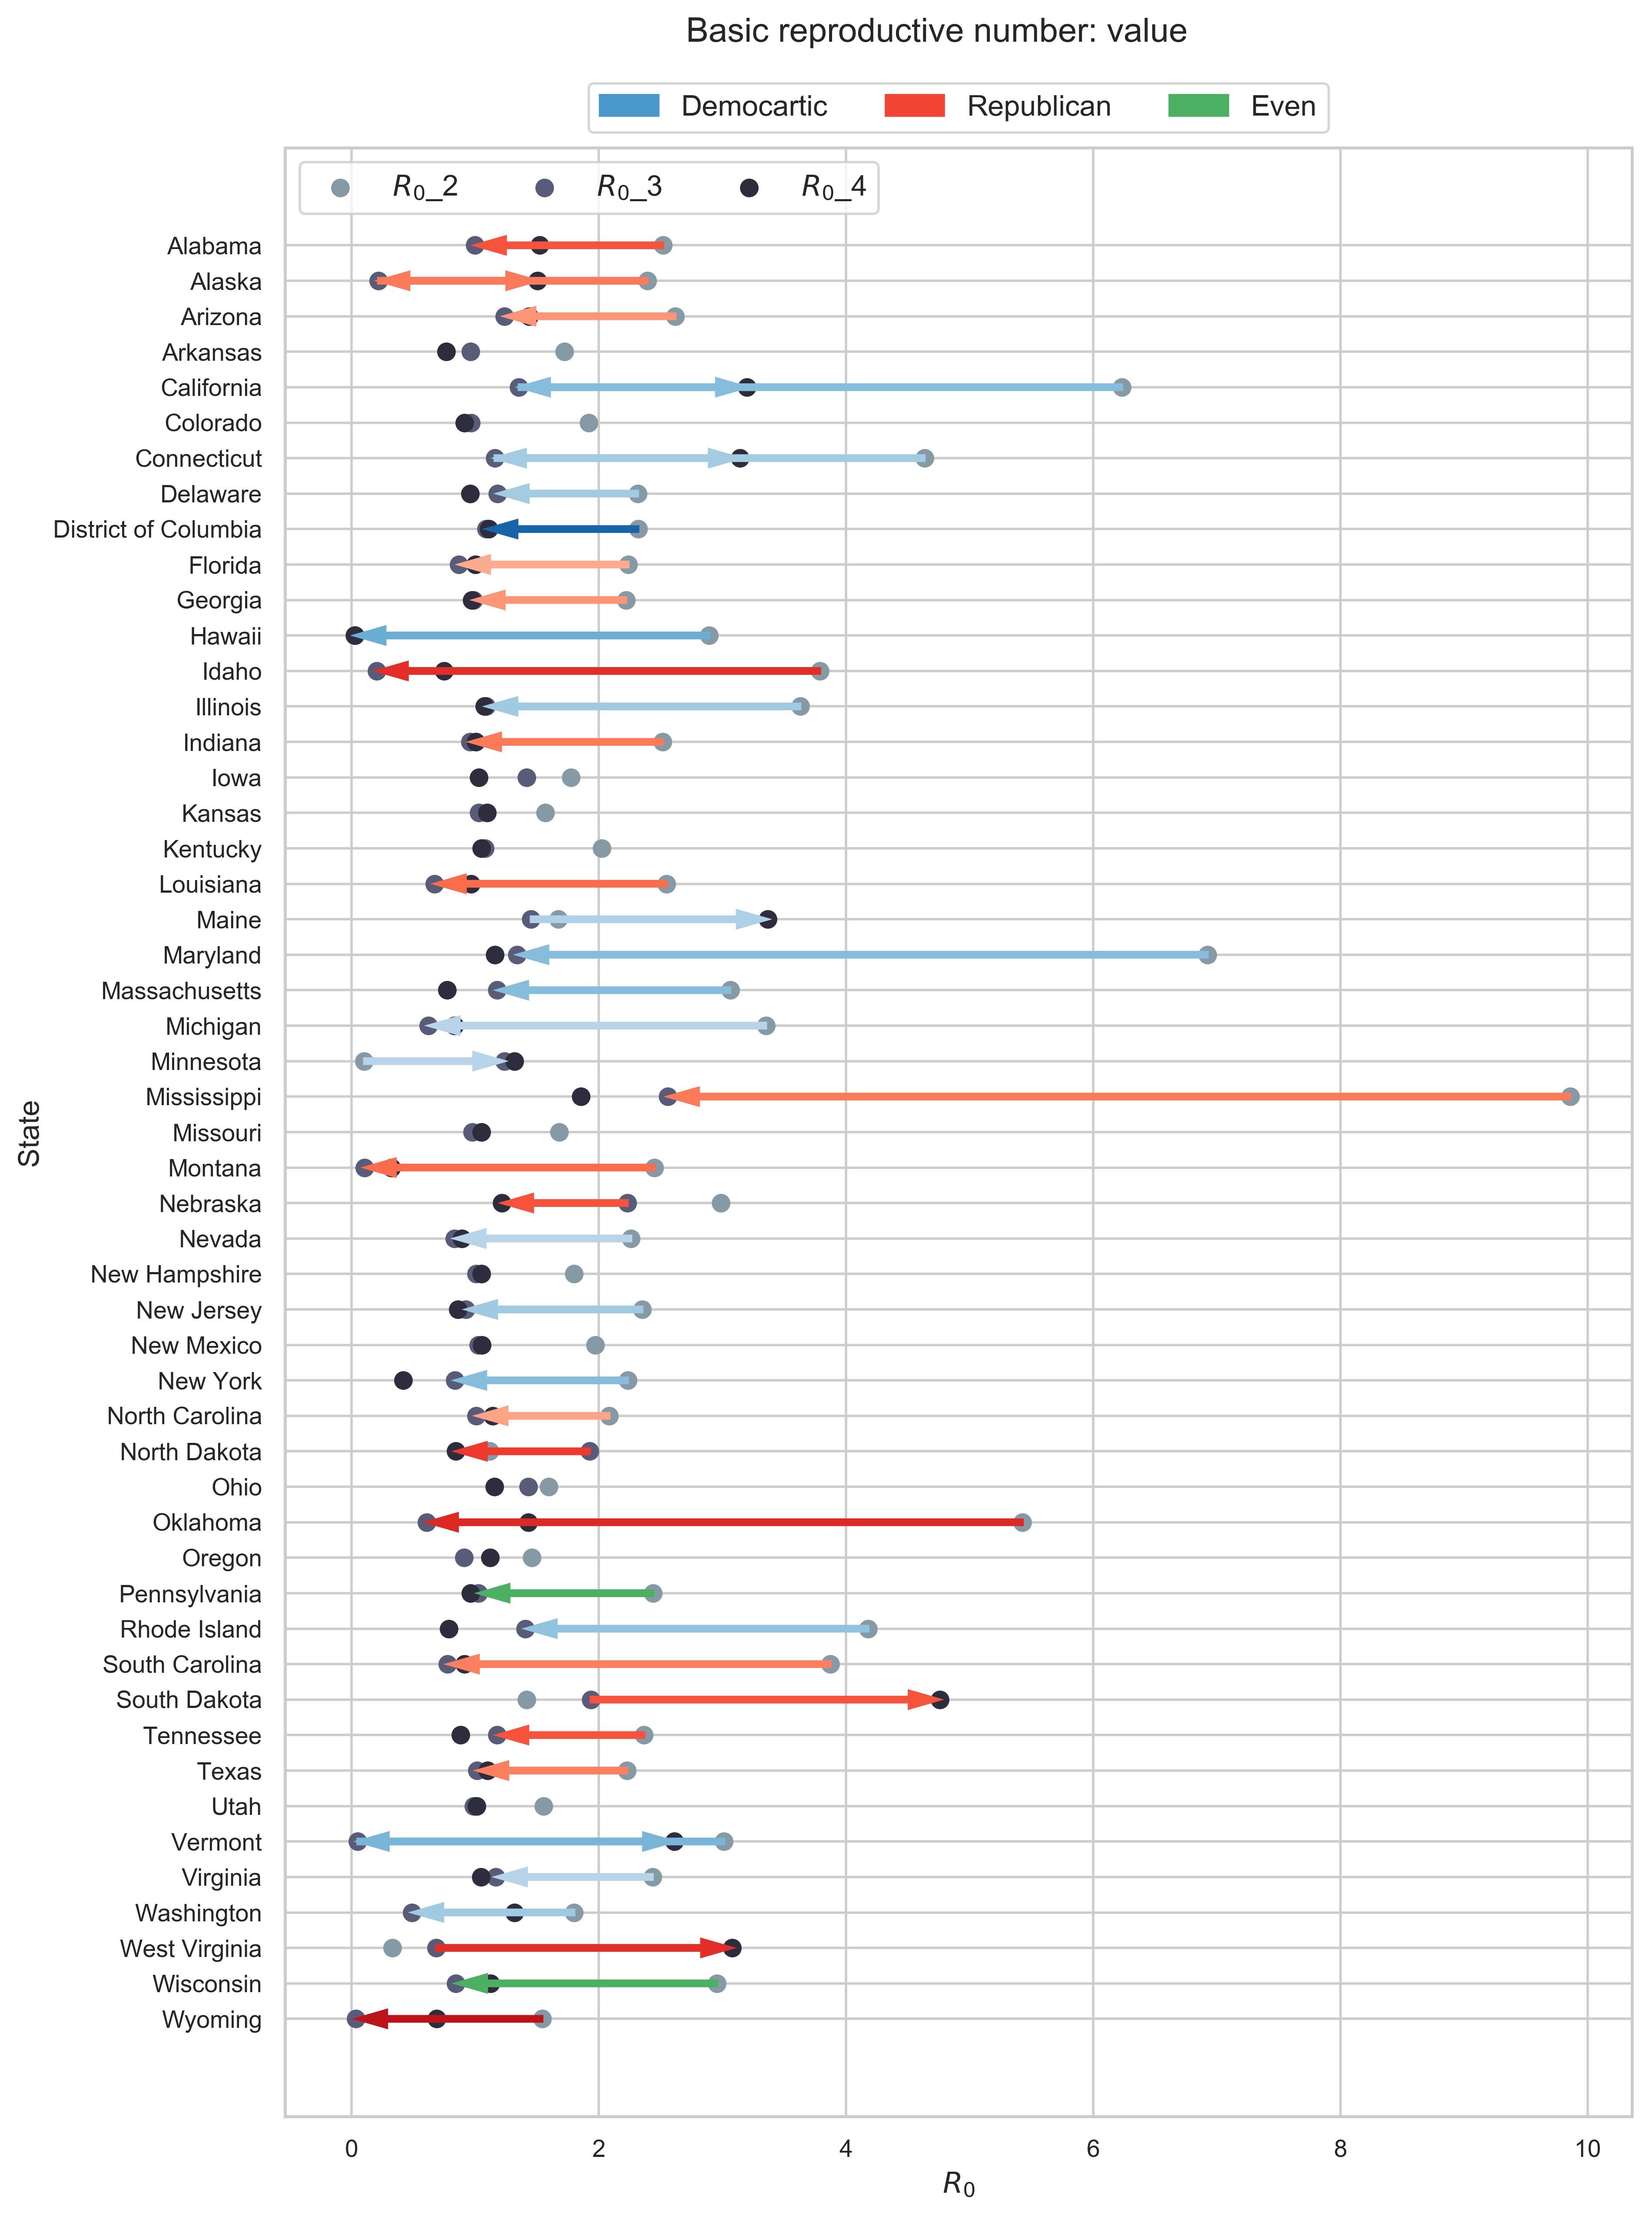 Basic reproductive number: value
Democartic Republican Even
R0_2 R0_3 R0_4
Alabama
Alaska
Arizona
Arkansas
California
Colorado
Connecticut
Delaware
District of Columbia
Florida
Georgia
Hawaii
Idaho
Illinois
Indiana
Iowa
Kansas
Kentucky
Louisiana
Maine
Maryland
Massachusetts
Michigan
Minnesota
Mississippi
Missouri
Montana
Nebraska
Nevada
New Hampshire
New Jersey
New Mexico
New York
North Carolina
North Dakota
Ohio
Oklahoma
Oregon
Pennsylvania
Rhode Island
South Carolina
South Dakota
Tennessee
Texas
Utah
Vermont
Virginia
Washington
West Virginia
Wisconsin
Wyoming
State
0 2 4 6 8 10
R0